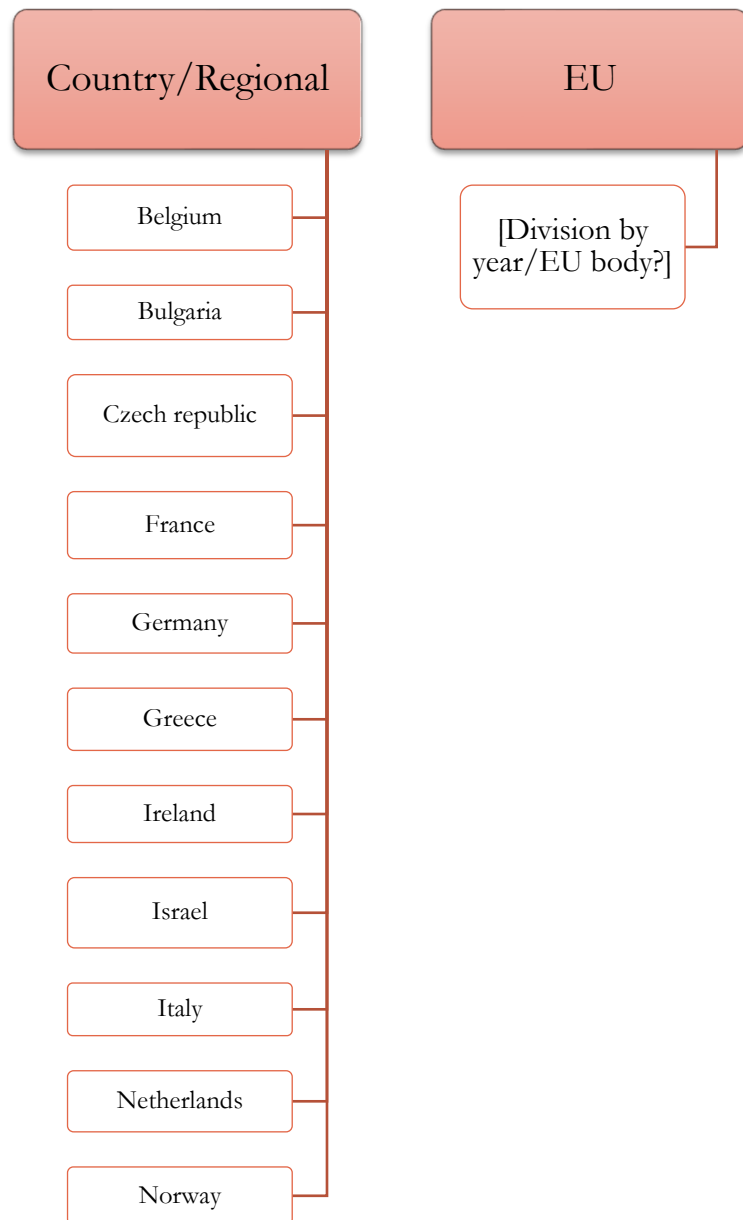 Country/Regional
Belgium
Bulgaria
Czech republic
France
Germany
Greece
Ireland
Israel
Italy
Netherlands
Norway
EU
[Division by
year/EU body?]